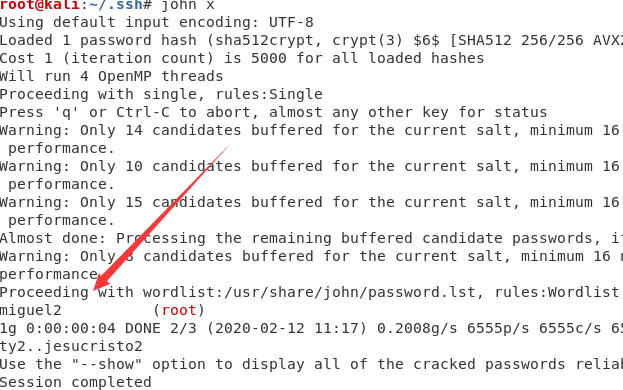 root@kali:~/.ssh# john x
Using default input encoding: UTF-8
Loaded 1 password hash (sha512crypt, crypt(3) $6$ [SHA512 256/256 AVX2
Cost 1 (iteration count) is 5000 for all loaded hashes
Will run 4 OpenMP threads
Proceeding with single, rules:Single
Press 'q' or Ctrl-C to abort, almost any other key for status
Warning: Only 14 candidates buffered for the current salt, minimum 16
performance.
Warning: Only 10 candidates buffered for the current salt, minimum 16
performance.
Warning: Only 15 candidates buffered for the current salt, minimum 16
performance.
Almost done: Processing the remaining buffered candidate passwords, i
Warning: Only candidates buffered for the current salt, minimum 16
performance.
Proceeding with wordlist:/usr/share/john/password.lst, rules:Wordlist
miguel2 (root)
1g 0:00:00:04 DONE 2/3 (2020-02-12 11:17) 0.2008g/s 6555p/s 6555c/s 65
ty2..jesucristo2
Use the "--show" option to display all of the cracked passwords reliab
Session completed